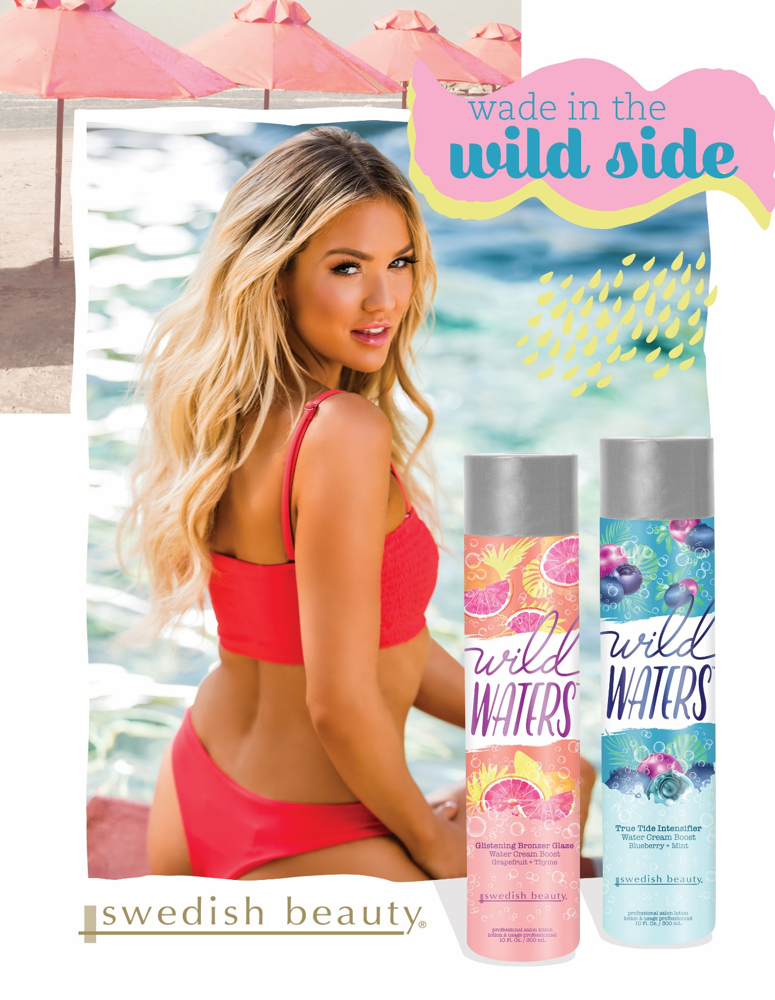 wade in the
wild side
wild
WATERS™
Glistening Bronzer Glaze
Water Cream Boost
Grapefruit + Thyme
swedish beauty®
professional salon lotion
lotion à usage professionnel
10 Fl. Oz. / 300 mL
wild
WATERS™
True Tide Intensifier
Water Cream Boost
Blueberry + Mint
swedish beauty®
professional salon lotion
lotion à usage professionnel
10 Fl. Oz. / 300 mL
swedish beauty®